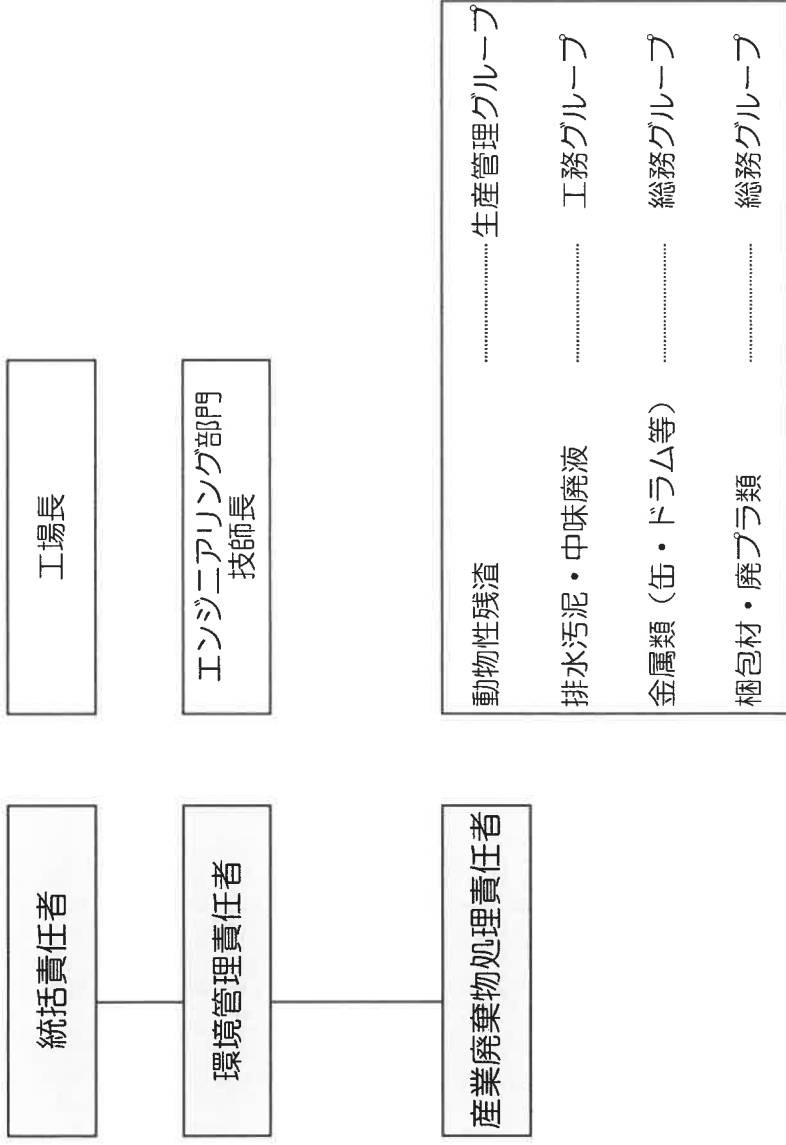 統括責任者
工場長
環境管理責任者
エンジニアリング部門
技師長
産業廃棄物処理責任者
動物性残渣 ………………生産管理グループ
排水汚泥・中味廃液 ……………… 工務グループ
金属類（缶・ドラム等） ……………… 総務グループ
梱包材・廃プラ類 ……………… 総務グループ